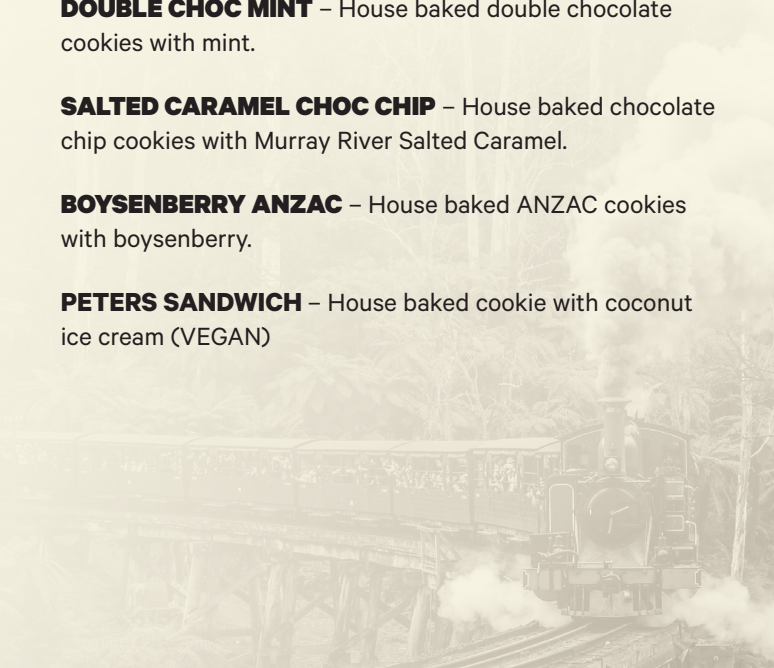 DOUBLE CHOC MINT – House baked double chocolate
cookies with mint.
SALTED CARAMEL CHOC CHIP – House baked chocolate
chip cookies with Murray River Salted Caramel.
BOYSENBERRY ANZAC – House baked ANZAC cookies
with boysenberry.
PETERS SANDWICH – House baked cookie with coconut
ice cream (VEGAN)